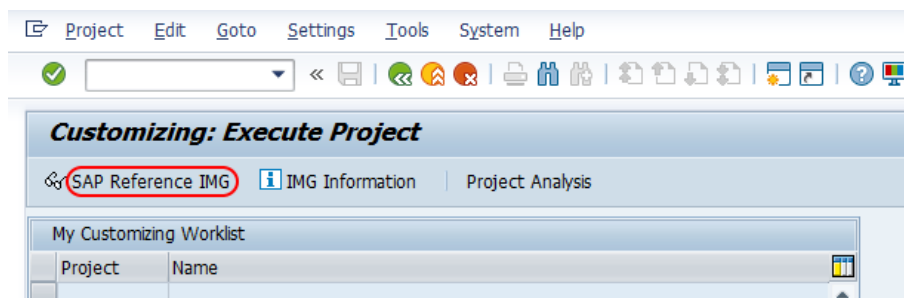 Project Edit Goto Settings Tools System Help
Customizing: Execute Project
SAP Reference IMG IMG Information Project Analysis
My Customizing Worklist
Project Name